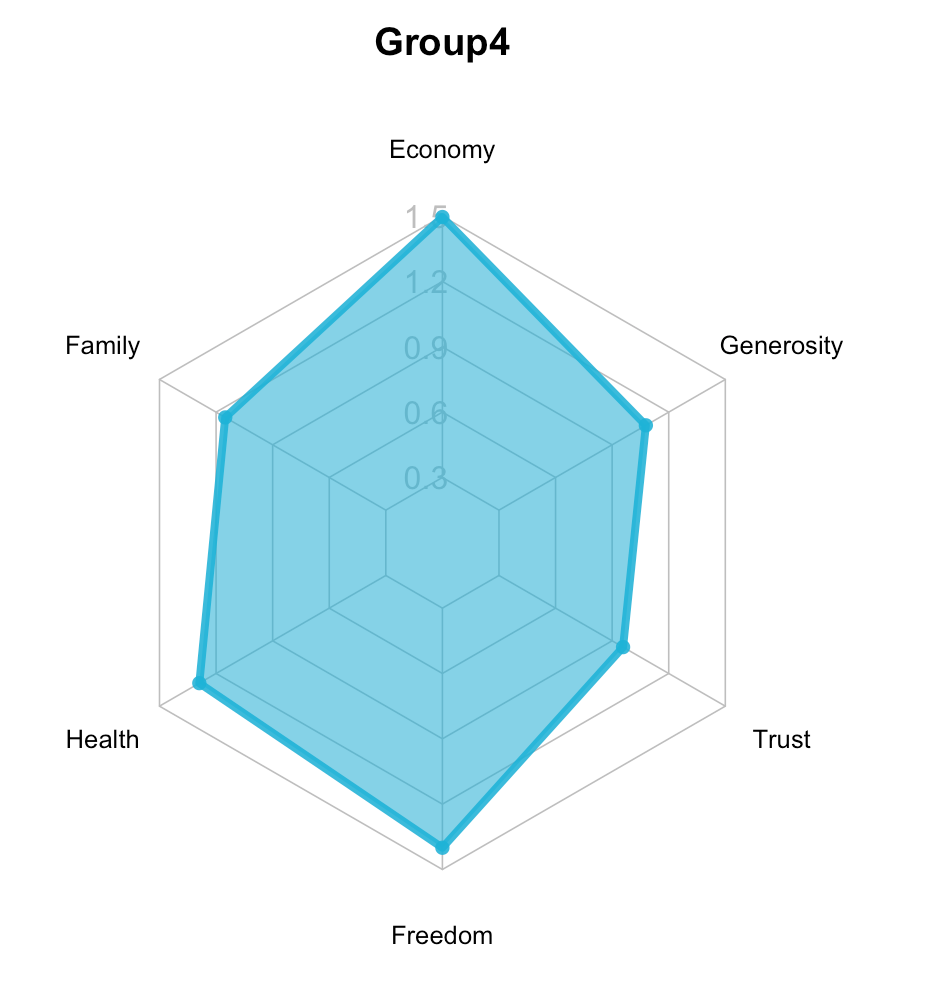 Group4
Economy
1.5
1.2
Family
0.9
Generosity
0.6
0.3
Health
Trust
Freedom